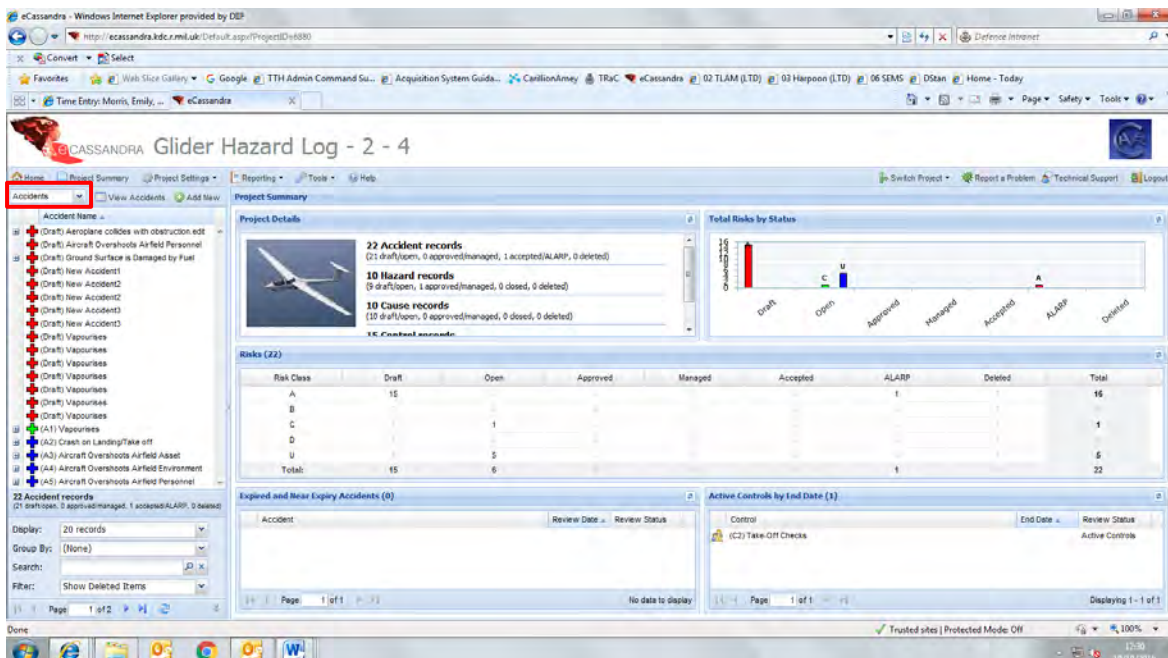 eCassandra - Windows Internet Explorer provided by DEP
http://ecassandra.kdc.r.mil.uk/Default.aspx?ProjectID=6880
Defence Intranet
Convert Select
Favorites Web Slice Gallery Google TTH Admin Command Su... Acquisition System Guida... CarillionAmey TRaC eCassandra 02 TLAM (LTD) 03 Harpoon (LTD) 06 SEMS DStan Home - Today
Time Entry: Morris, Emily, ... eCassandra
Page Safety Tools
eCASSANDRA Glider Hazard Log - 2 - 4
Home Project Summary Project Settings Reporting Tools Help Switch Project Report a Problem Technical Support Logout
Accidents View Accidents Add New Project Summary
Accident Name
(Draft) Aeroplane collides with obstruction.edit
(Draft) Aircraft Overshoots Airfield Personnel
(Draft) Ground Surface is Damaged by Fuel
(Draft) New Accident1
(Draft) New Accident2
(Draft) New Accident2
(Draft) New Accident3
(Draft) New Accident3
(Draft) Vapourises
(Draft) Vapourises
(Draft) Vapourises
(Draft) Vapourises
(Draft) Vapourises
(Draft) Vapourises
(Draft) Vapourises
(A1) Vapourises
(A2) Crash on Landing/Take off
(A3) Aircraft Overshoots Airfield Asset
(A4) Aircraft Overshoots Airfield Environment
(A5) Aircraft Overshoots Airfield Personnel
22 Accident records
(21 draft/open, 0 approved/managed, 1 accepted/ALARP, 0 deleted)
Display: 20 records
Group By: (None)
Search:
Filter: Show Deleted Items
Page 1 of 2
Project Details
22 Accident records
(21 draft/open, 0 approved/managed, 1 accepted/ALARP, 0 deleted)
10 Hazard records
(9 draft/open, 1 approved/managed, 0 closed, 0 deleted)
10 Cause records
(10 draft/open, 0 approved/managed, 0 closed, 0 deleted)
15 Control records
Total Risks by Status
A C U A
Draft Open Approved Managed Accepted ALARP Deleted
Risks (22)
Risk Class Draft Open Approved Managed Accepted ALARP Deleted Total
A 15 1 16
B
C 1 1
D
U 5 5
Total: 15 6 1 22
Expired and Near Expiry Accidents (0)
Accident Review Date Review Status
Page 1 of 1 No data to display
Active Controls by End Date (1)
Control End Date Review Status
(C2) Take-Off Checks Active Controls
Page 1 of 1 Displaying 1 - 1 of 1
Done Trusted sites | Protected Mode: Off 100%
12:30